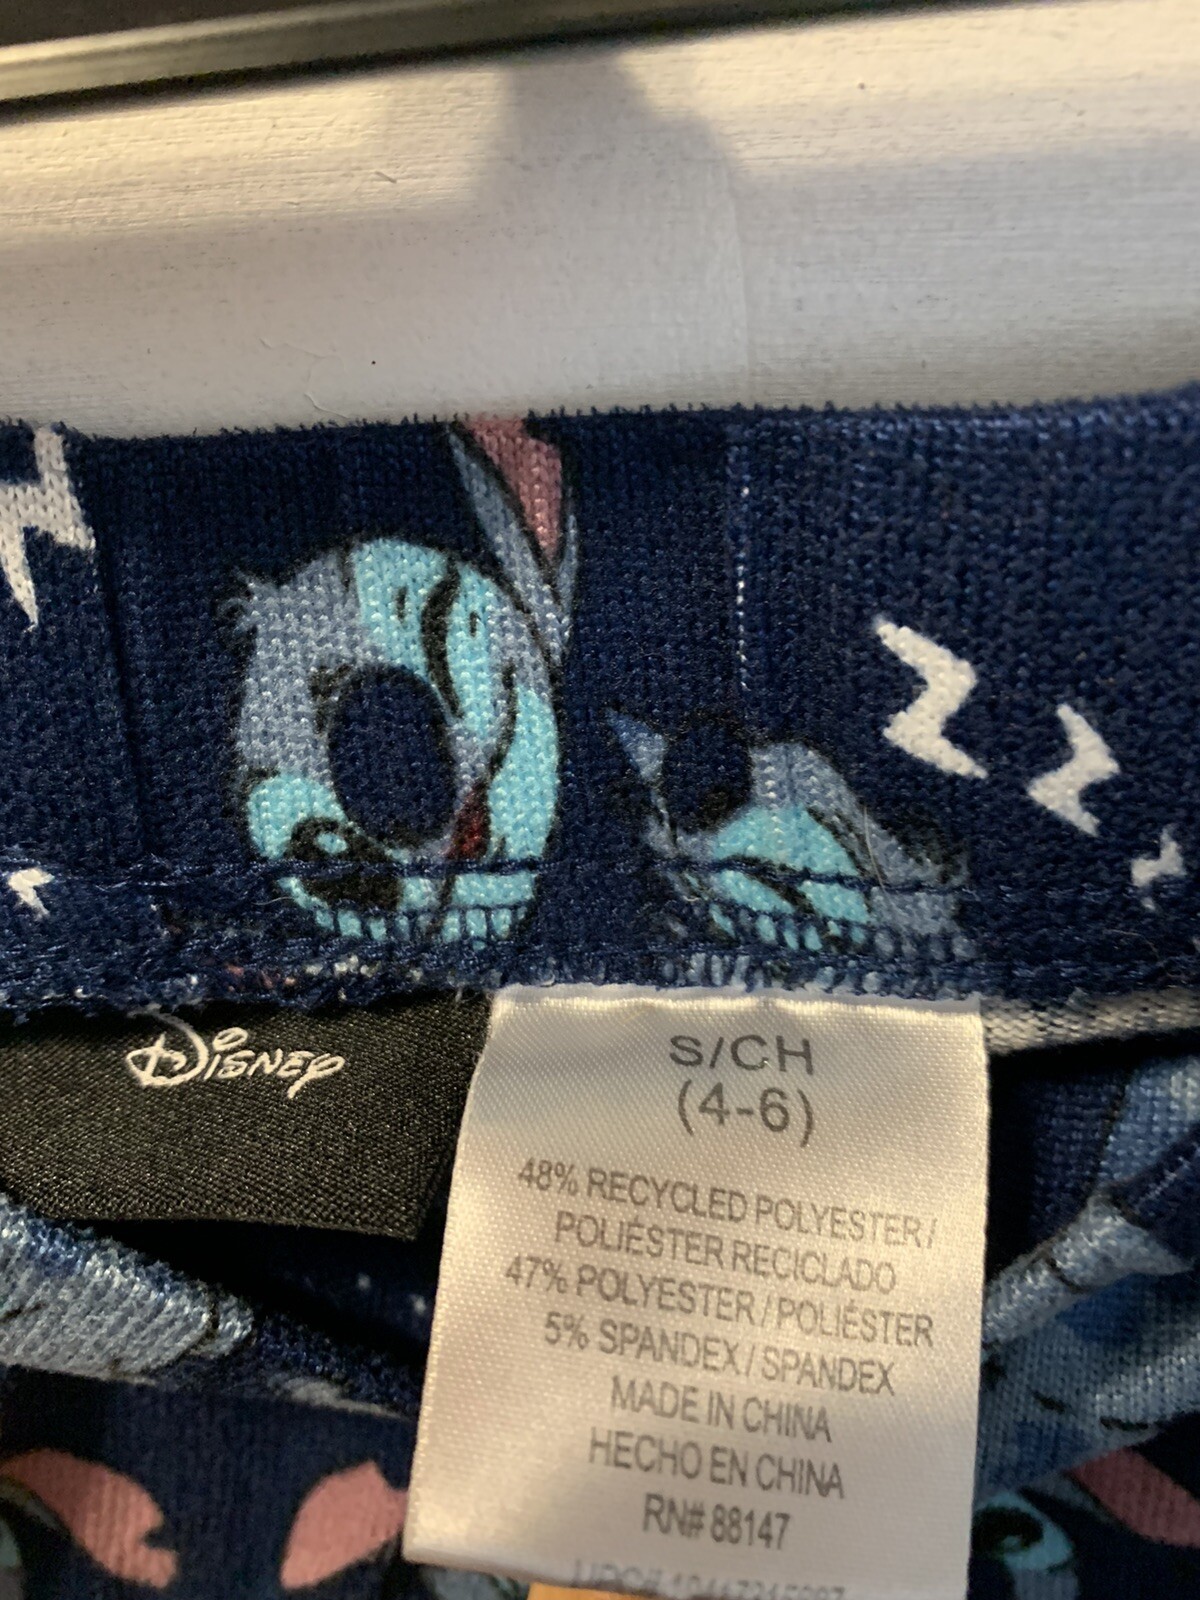 Disney
S/CH
(4-6)
48% RECYCLED POLYESTER /
POLIÉSTER RECICLADO
47% POLYESTER / POLIÉSTER
5% SPANDEX / SPANDEX
MADE IN CHINA
HECHO EN CHINA
RN# 88147
UPC#